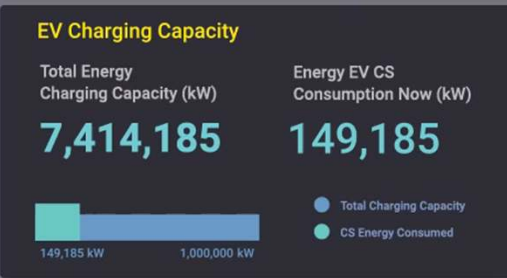 EV Charging Capacity
Total Energy
Charging Capacity (kW)
7,414,185
Energy EV CS
Consumption Now (kW)
149,185
149,185 kW
1,000,000 kW
Total Charging Capacity
CS Energy Consumed